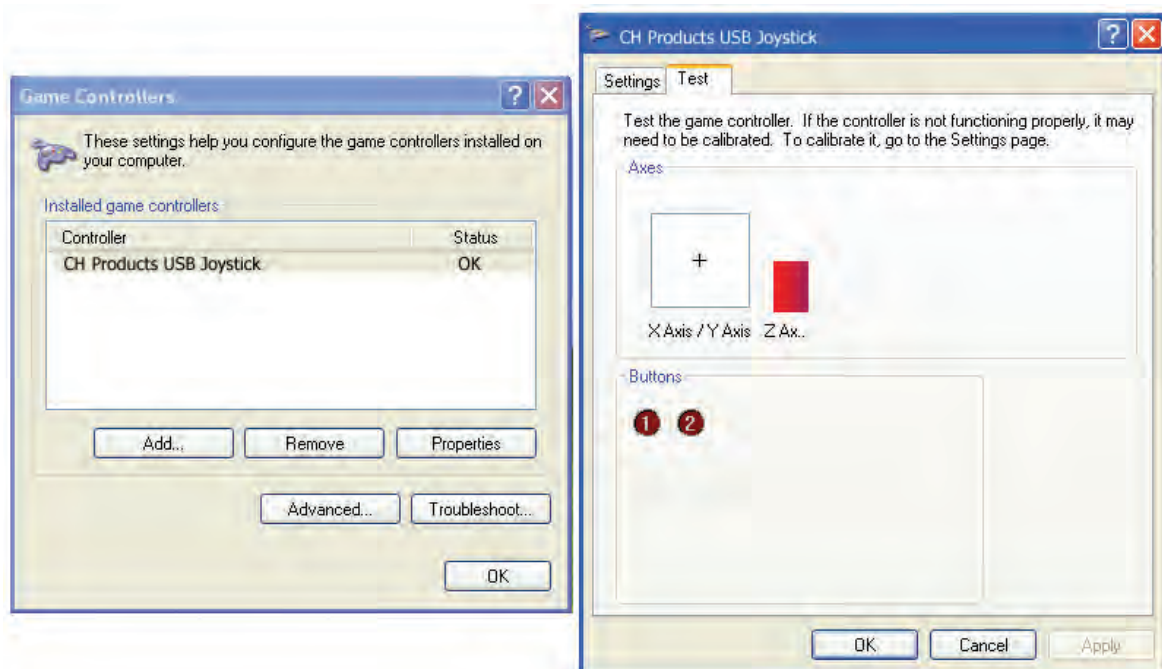 Game Controllers
These settings help you configure the game controllers installed on
your computer.
Installed game controllers
Controller Status
CH Products USB Joystick OK
Add... Remove Properties
Advanced... Troubleshoot...
OK
CH Products USB Joystick
Settings Test
Test the game controller. If the controller is not functioning properly, it may
need to be calibrated. To calibrate it, go to the Settings page.
Axes
X Axis / Y Axis Z Ax..
Buttons
1 2
OK Cancel Apply